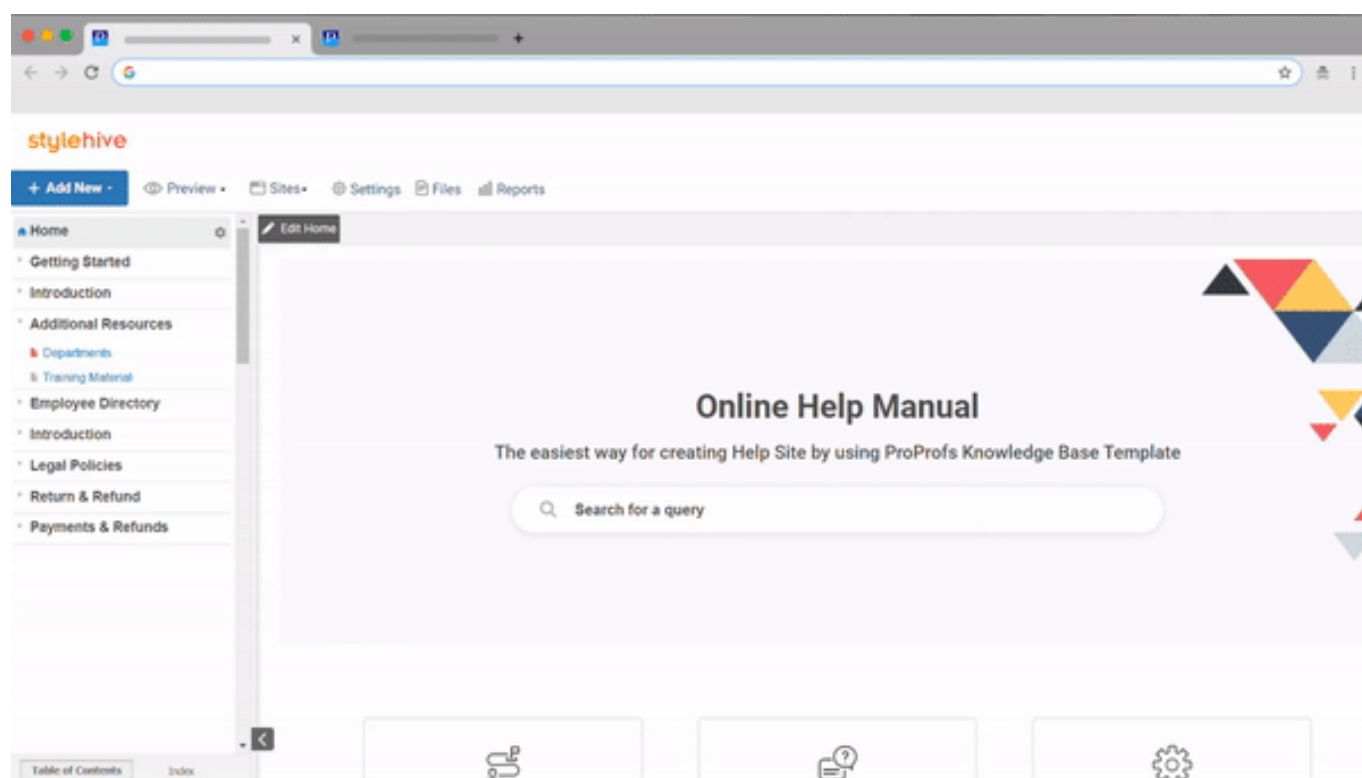 stylehive
+ Add New Preview Sites Settings Files Reports
Home
Edit Home
Getting Started
Introduction
Additional Resources
Departments
Training Material
Employee Directory
Introduction
Legal Policies
Return & Refund
Payments & Refunds
Online Help Manual
The easiest way for creating Help Site by using ProProfs Knowledge Base Template
Search for a query
Table of Contents Index